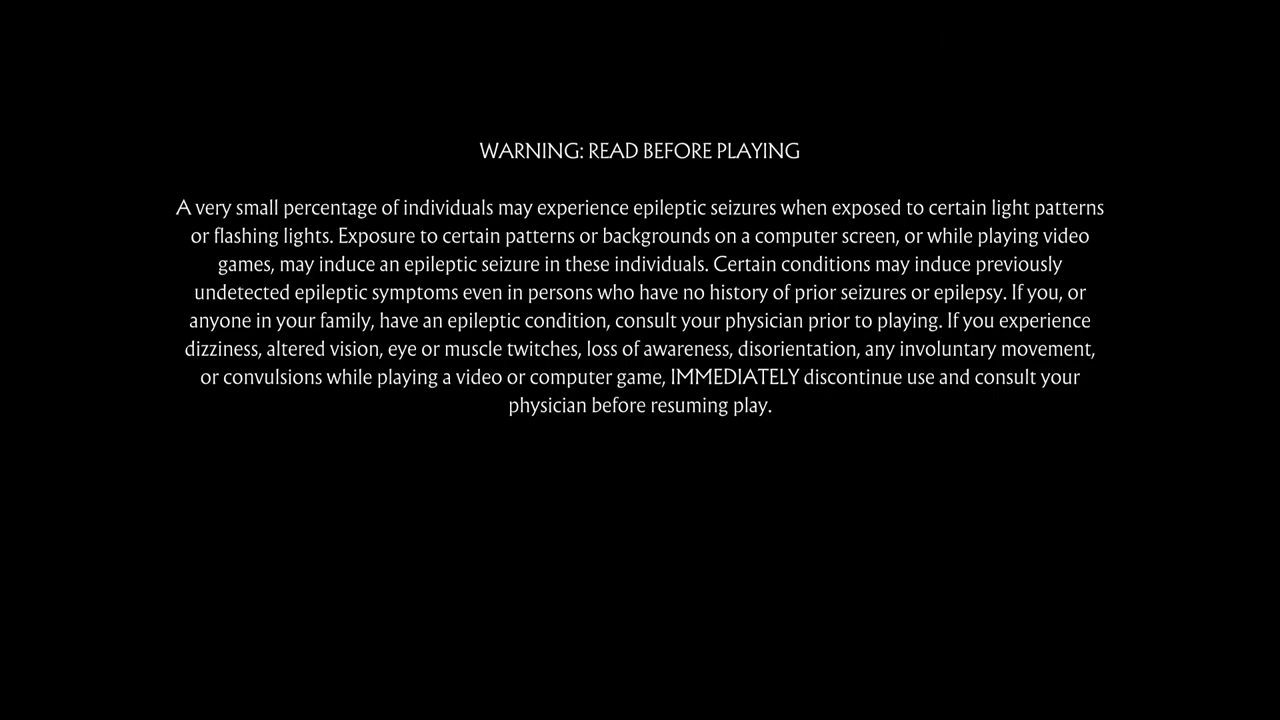 WARNING: READ BEFORE PLAYING
A very small percentage of individuals may experience epileptic seizures when exposed to certain light patterns
or flashing lights. Exposure to certain patterns or backgrounds on a computer screen, or while playing video
games, may induce an epileptic seizure in these individuals. Certain conditions may induce previously
undetected epileptic symptoms even in persons who have no history of prior seizures or epilepsy. If you, or
anyone in your family, have an epileptic condition, consult your physician prior to playing. If you experience
dizziness, altered vision, eye or muscle twitches, loss of awareness, disorientation, any involuntary movement,
or convulsions while playing a video or computer game, IMMEDIATELY discontinue use and consult your
physician before resuming play.